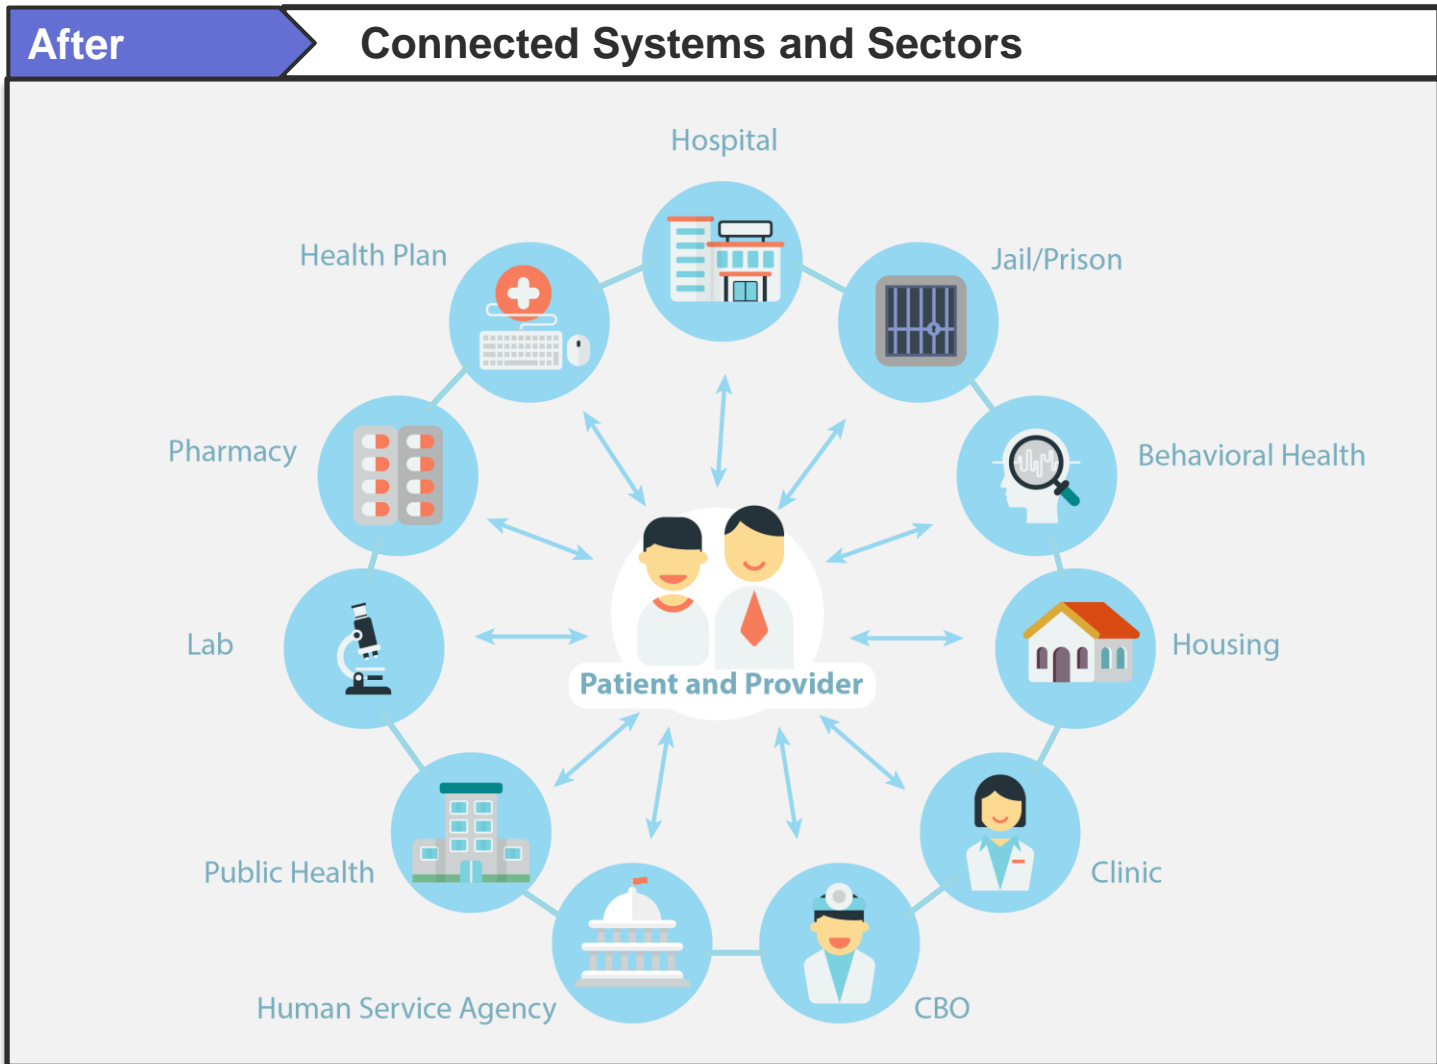 After
Connected Systems and Sectors
Hospital
Health Plan
Jail/Prison
Pharmacy
Behavioral Health
Lab
Housing
Patient and Provider
Public Health
Clinic
Human Service Agency
CBO